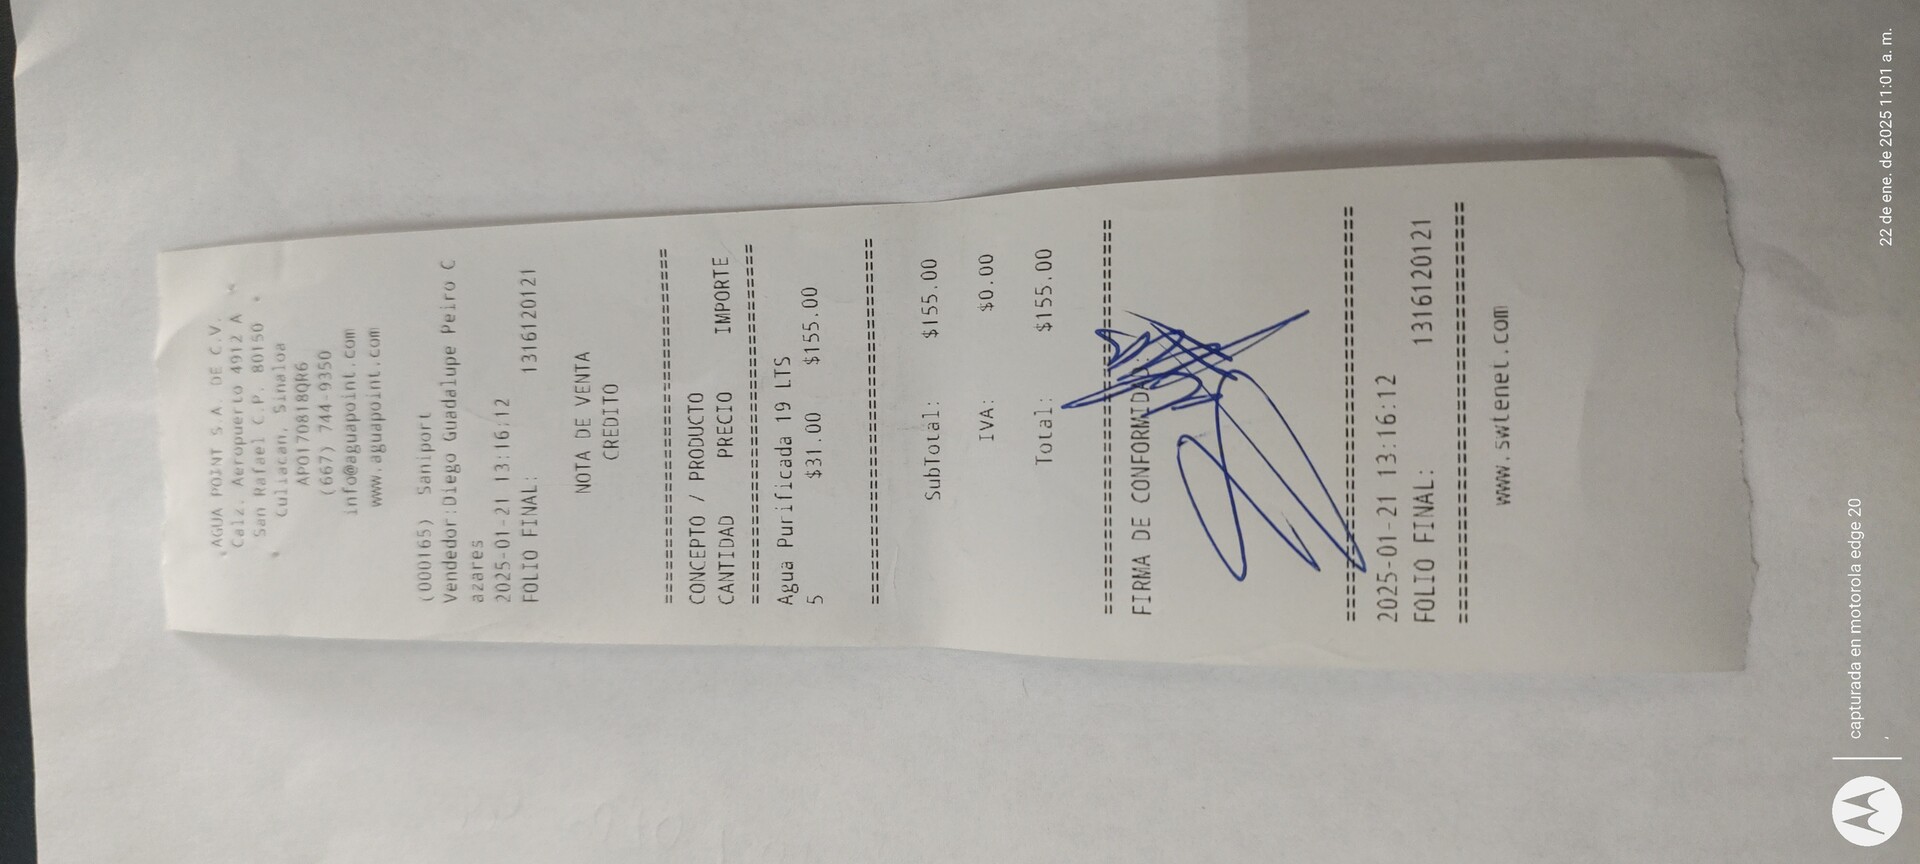 AGUA POINT S.A. DE C.V.
Calz. Aeropuerto 4912 A
San Rafael C.P. 80150
Culiacan, Sinaloa
APO170818QR6
(667) 744-9350
info@aguapoint.com
www.aguapoint.com
(000165) Saniport
Vendedor:Diego Guadalupe Peiro C
azares
2025-01-21 13:16:12
FOLIO FINAL: 1316120121
NOTA DE VENTA
CREDITO
================================
CONCEPTO / PRODUCTO
CANTIDAD PRECIO IMPORTE
================================
Agua Purificada 19 LTS
5 $31.00 $155.00
================================
SubTotal: $155.00
IVA: $0.00
Total: $155.00
================================
FIRMA DE CONFORMIDAD:
================================
2025-01-21 13:16:12
FOLIO FINAL: 1316120121
================================
www.swtenet.com
capturada en motorola edge 20
22 de ene. de 2025 11:01 a. m.